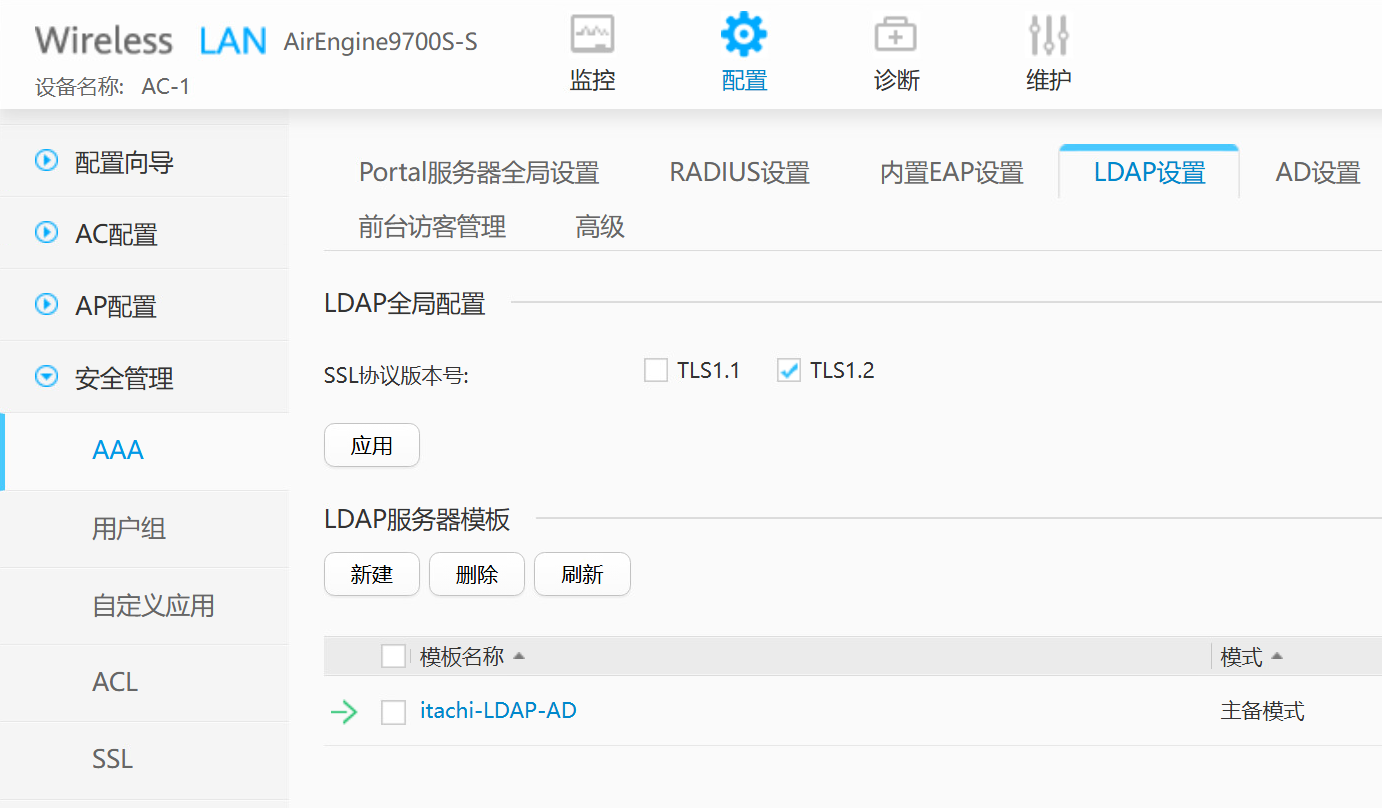 Wireless LAN AirEngine9700S-S
设备名称: AC-1
监控 配置 诊断 维护
配置向导
AC配置
AP配置
安全管理
AAA
用户组
自定义应用
ACL
SSL
Portal服务器全局设置 RADIUS设置 内置EAP设置 LDAP设置 AD设置
前台访客管理 高级
LDAP全局配置
SSL协议版本号: TLS1.1 TLS1.2
应用
LDAP服务器模板
新建 删除 刷新
模板名称 模式
itachi-LDAP-AD 主备模式